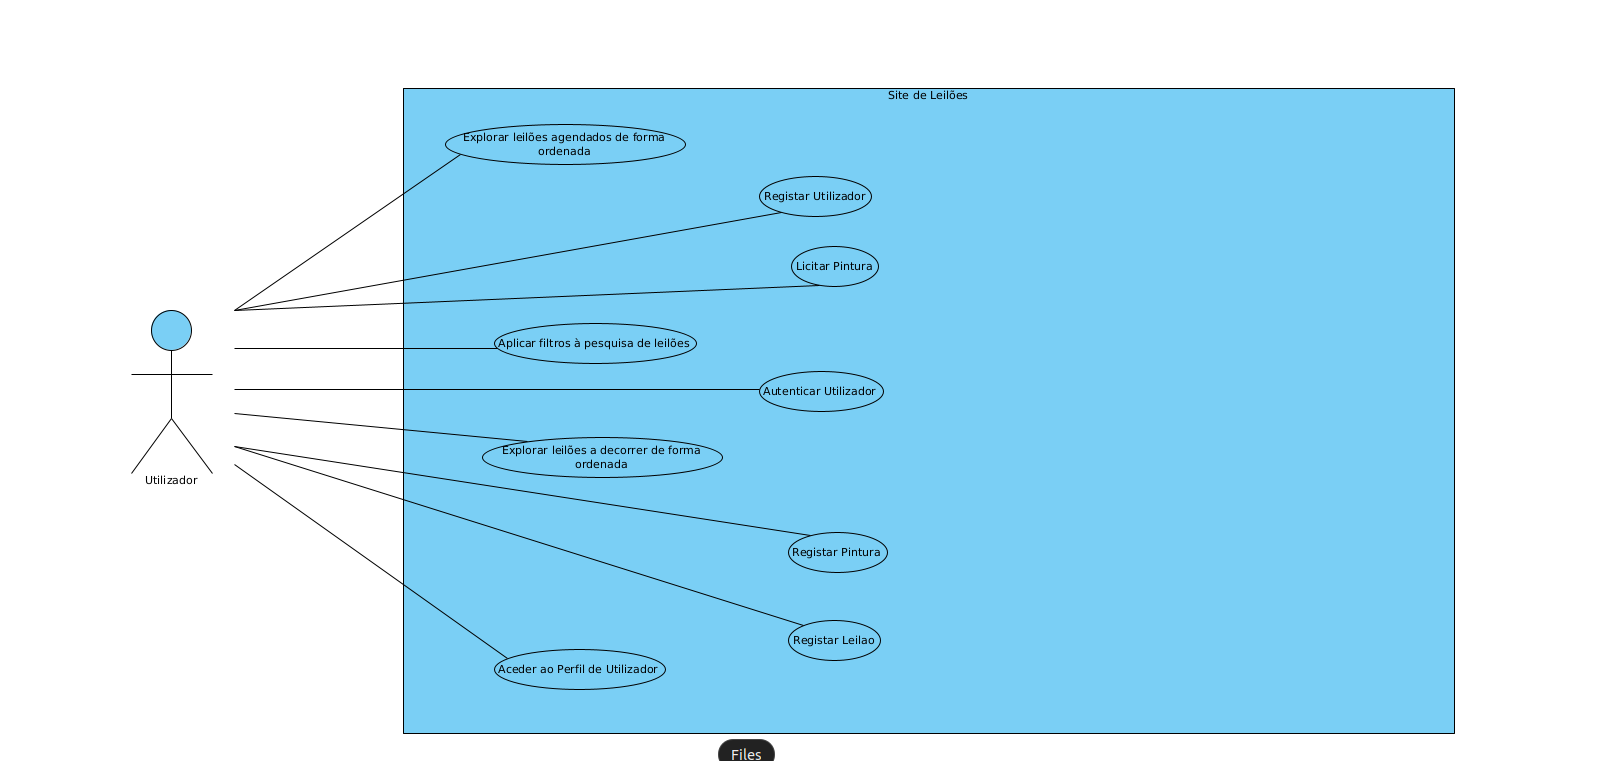 Site de Leilões
Explorar leilões agendados de forma
ordenada
Registar Utilizador
Licitar Pintura
Aplicar filtros à pesquisa de leilões
Autenticar Utilizador
Explorar leilões a decorrer de forma
ordenada
Utilizador
Registar Pintura
Registar Leilao
Aceder ao Perfil de Utilizador
Files